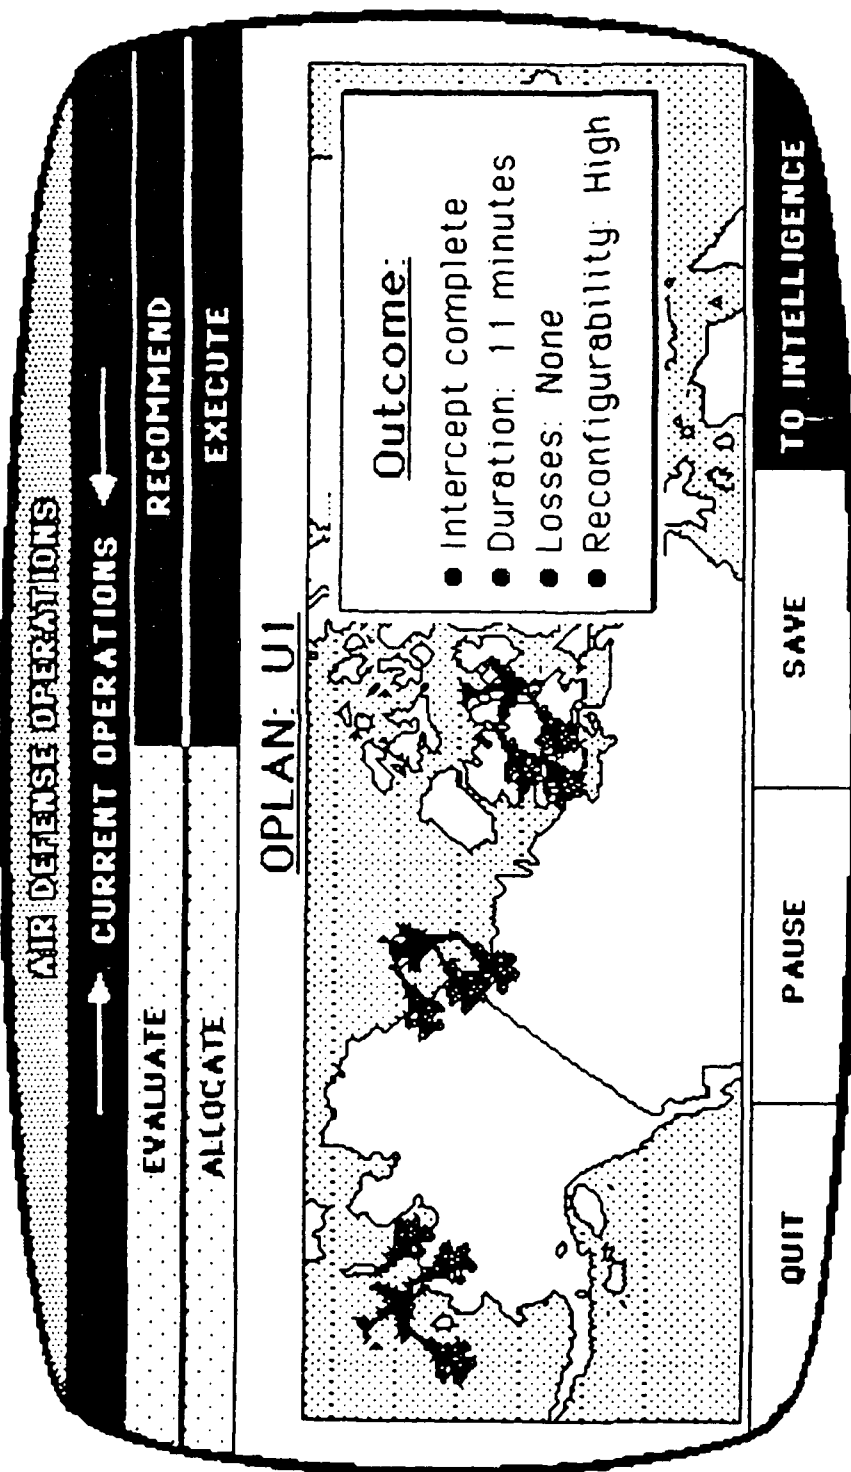 AIR DEFENSE OPERATIONS
CURRENT OPERATIONS
EVALUATE
RECOMMEND
ALLOCATE
EXECUTE
OPLAN: U1
Outcome:
• Intercept complete
• Duration: 11 minutes
• Losses: None
• Reconfigurability: High
QUIT
PAUSE
SAVE
TO INTELLIGENCE